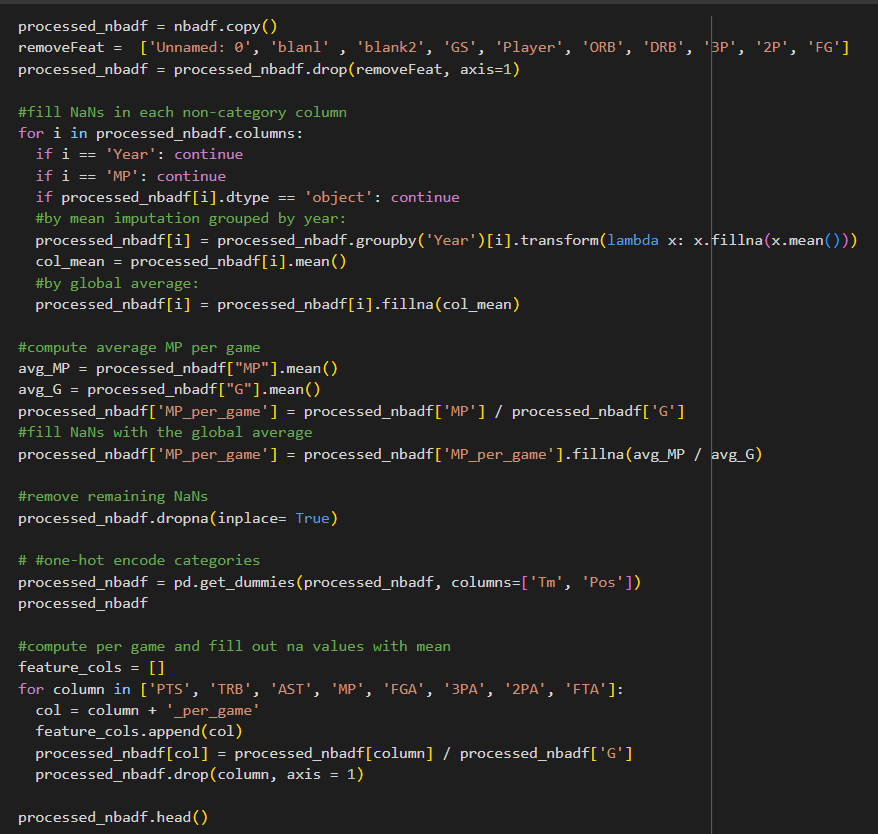 processed_nbadf = nbadf.copy()
removeFeat =  ['Unnamed: 0', 'blanl' , 'blank2', 'GS', 'Player', 'ORB', 'DRB', '3P', '2P', 'FG']
processed_nbadf = processed_nbadf.drop(removeFeat, axis=1)

#fill NaNs in each non-category column
for i in processed_nbadf.columns:
  if i == 'Year': continue
  if i == 'MP': continue
  if processed_nbadf[i].dtype == 'object': continue
  #by mean imputation grouped by year:
  processed_nbadf[i] = processed_nbadf.groupby('Year')[i].transform(lambda x: x.fillna(x.mean()))
  col_mean = processed_nbadf[i].mean()
  #by global average:
  processed_nbadf[i] = processed_nbadf[i].fillna(col_mean)

#compute average MP per game
avg_MP = processed_nbadf["MP"].mean()
avg_G = processed_nbadf["G"].mean()
processed_nbadf['MP_per_game'] = processed_nbadf['MP'] / processed_nbadf['G']
#fill NaNs with the global average
processed_nbadf['MP_per_game'] = processed_nbadf['MP_per_game'].fillna(avg_MP / avg_G)

#remove remaining NaNs
processed_nbadf.dropna(inplace= True)

# #one-hot encode categories
processed_nbadf = pd.get_dummies(processed_nbadf, columns=['Tm', 'Pos'])
processed_nbadf

#compute per game and fill out na values with mean
feature_cols = []
for column in ['PTS', 'TRB', 'AST', 'MP', 'FGA', '3PA', '2PA', 'FTA']:
  col = column + '_per_game'
  feature_cols.append(col)
  processed_nbadf[col] = processed_nbadf[column] / processed_nbadf['G']
  processed_nbadf.drop(column, axis = 1)

processed_nbadf.head()